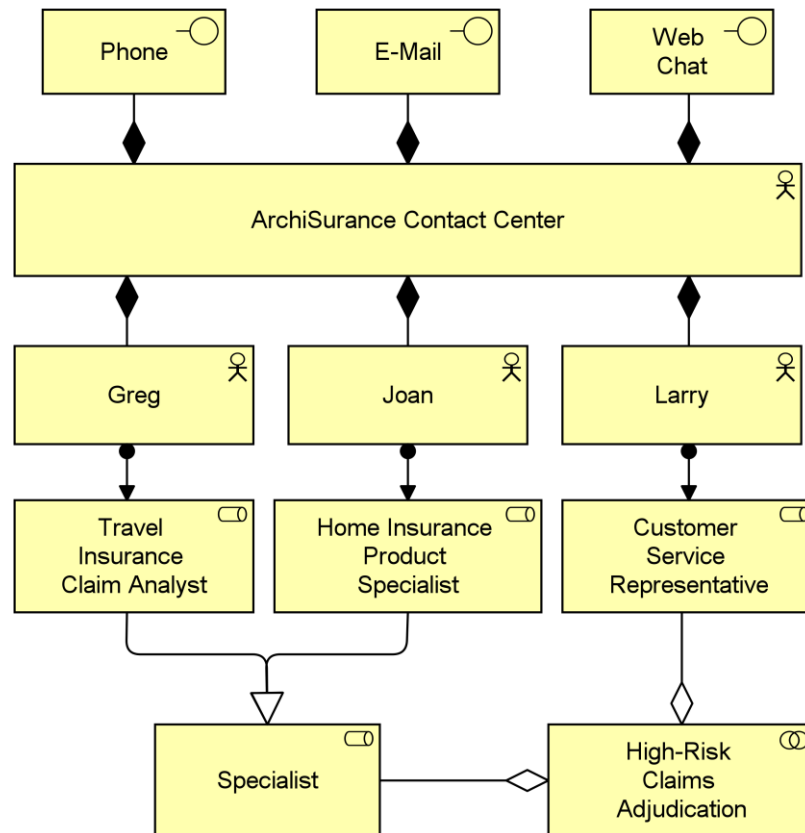 Phone
E-Mail
Web
Chat
ArchiSurance Contact Center
Greg
Joan
Larry
Travel
Insurance
Claim Analyst
Home Insurance
Product
Specialist
Customer
Service
Representative
Specialist
High-Risk
Claims
Adjudication